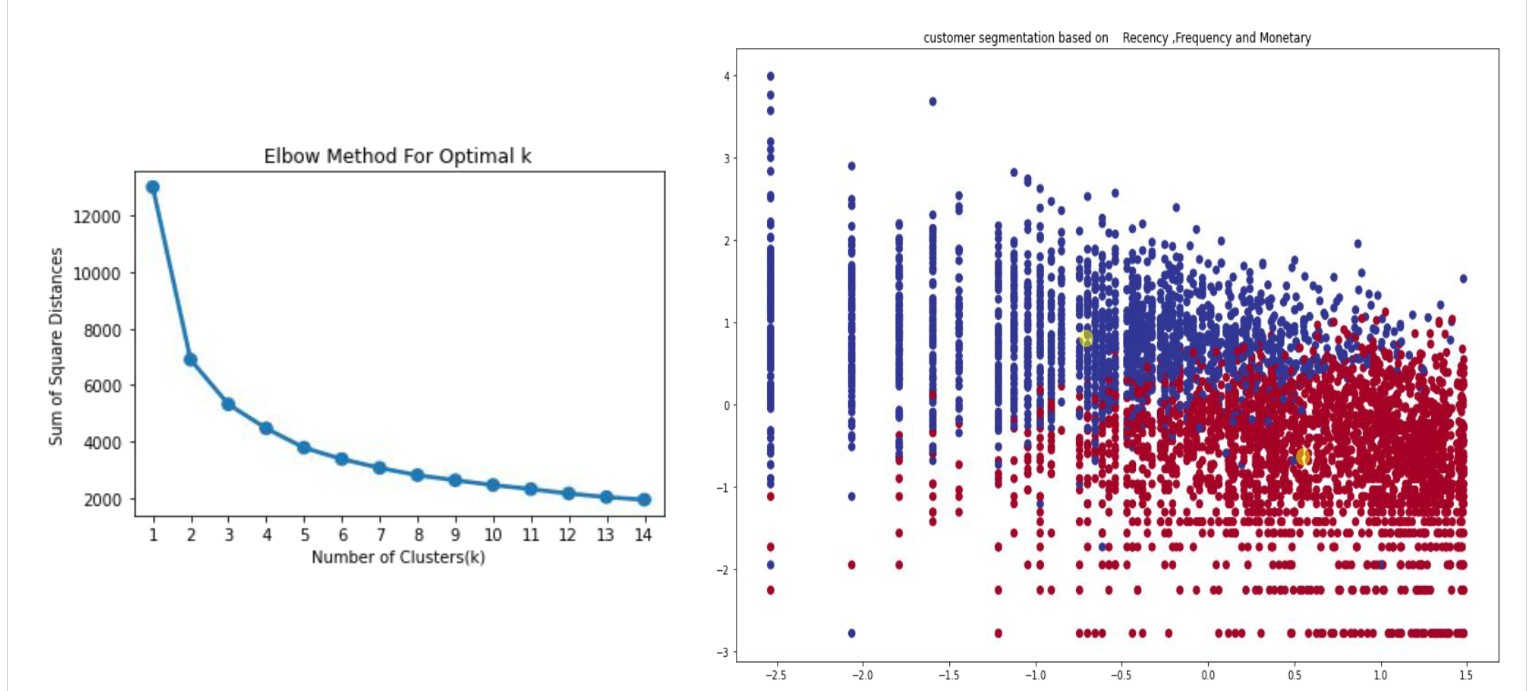 Elbow Method For Optimal k
Sum of Square Distances
12000
10000
8000
6000
4000
2000
1 2 3 4 5 6 7 8 9 10 11 12 13 14
Number of Clusters(k)
customer segmentation based on    Recency ,Frequency and Monetary
4
3
2
1
0
−1
−2
−3
−2.5 −2.0 −1.5 −1.0 −0.5 0.0 0.5 1.0 1.5